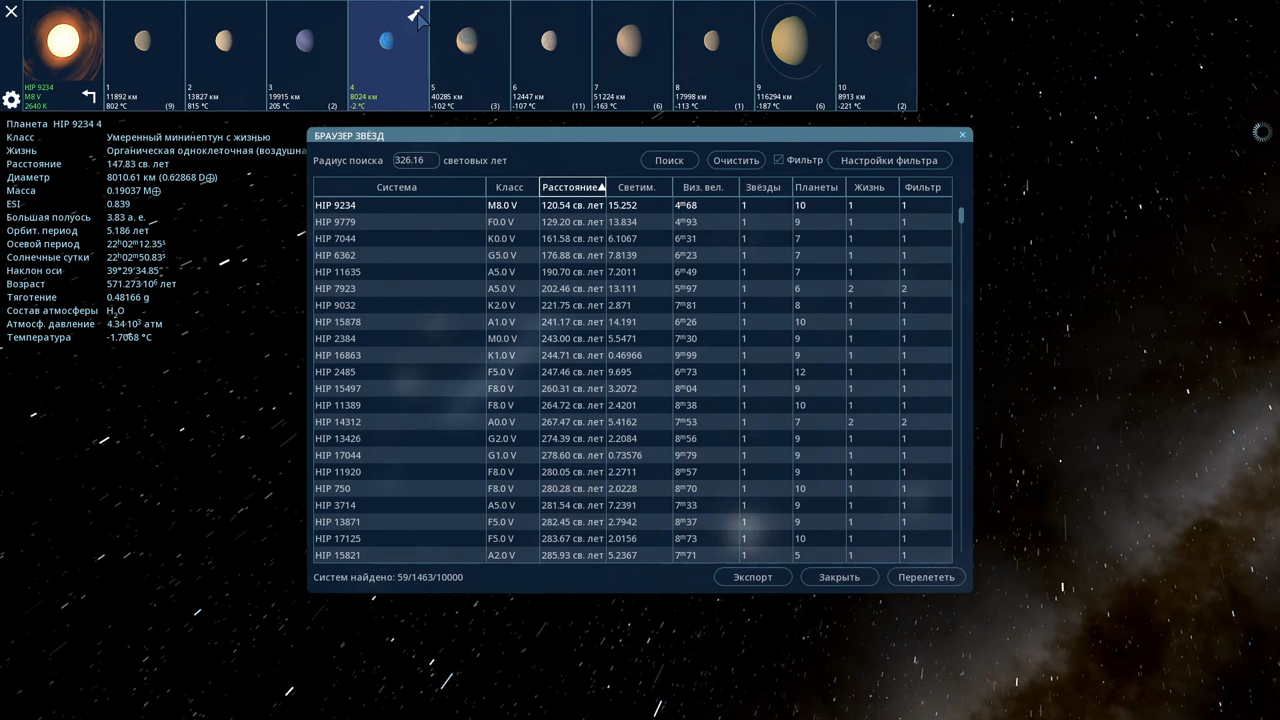 HIP 9234
M8 V
2640 K
1
11892 км
802 °C (9)
2
13827 км
815 °C
3
19915 км
205 °C (2)
4
8024 км
-2 °C
5
40285 км
-102 °C (3)
6
12447 км
-107 °C (11)
7
51224 км
-163 °C (6)
8
17998 км
-113 °C (1)
9
116294 км
-187 °C (6)
10
8913 км
-221 °C (2)
Планета HIP 9234 4
Класс Умеренный мининептун с жизнью
Жизнь Органическая одноклеточная (воздушна
Расстояние 147.83 св. лет
Диаметр 8010.61 км (0.62868 D⊕)
Масса 0.19037 M⊕
ESI 0.839
Большая полуось 3.83 а. е.
Орбит. период 5.186 лет
Осевой период 22ʰ02ᵐ12.35ˢ
Солнечные сутки 22ʰ02ᵐ50.83ˢ
Наклон оси 39°29′34.85″
Возраст 571.273·10⁶ лет
Тяготение 0.48166 g
Состав атмосферы H₂O
Атмосф. давление 4.34·10³ атм
Температура -1.7068 °C
БРАУЗЕР ЗВЁЗД
Радиус поиска 326.16 световых лет Поиск Очистить Фильтр Настройки фильтра
Система Класс Расстояние▲ Светим. Виз. вел. Звёзды Планеты Жизнь Фильтр
HIP 9234 M8.0 V 120.54 св. лет 15.252 4ᵐ68 1 10 1 1
HIP 9779 F0.0 V 129.20 св. лет 13.834 4ᵐ93 1 9 1 1
HIP 7044 K0.0 V 161.58 св. лет 6.1067 6ᵐ31 1 7 1 1
HIP 6362 G5.0 V 176.88 св. лет 7.8139 6ᵐ23 1 7 1 1
HIP 11635 A5.0 V 190.70 св. лет 7.2011 6ᵐ49 1 7 1 1
HIP 7923 A5.0 V 202.46 св. лет 13.111 5ᵐ97 1 6 2 2
HIP 9032 K2.0 V 221.75 св. лет 2.871 7ᵐ81 1 8 1 1
HIP 15878 A1.0 V 241.17 св. лет 14.191 6ᵐ26 1 10 1 1
HIP 2384 M0.0 V 243.00 св. лет 5.5471 7ᵐ30 1 9 1 1
HIP 16863 K1.0 V 244.71 св. лет 0.46966 9ᵐ99 1 9 1 1
HIP 2485 F5.0 V 247.46 св. лет 9.695 6ᵐ73 1 12 1 1
HIP 15497 F8.0 V 260.31 св. лет 3.2072 8ᵐ04 1 9 1 1
HIP 11389 F8.0 V 264.72 св. лет 2.4201 8ᵐ38 1 10 1 1
HIP 14312 A0.0 V 267.47 св. лет 5.4162 7ᵐ53 1 7 2 2
HIP 13426 G2.0 V 274.39 св. лет 2.2084 8ᵐ56 1 9 1 1
HIP 17044 G1.0 V 278.60 св. лет 0.73576 9ᵐ79 1 9 1 1
HIP 11920 F8.0 V 280.05 св. лет 2.2711 8ᵐ57 1 9 1 1
HIP 750 F8.0 V 280.28 св. лет 2.0228 8ᵐ70 1 10 1 1
HIP 3714 A5.0 V 281.54 св. лет 7.2391 7ᵐ33 1 9 1 1
HIP 13871 F5.0 V 282.45 св. лет 2.7942 8ᵐ37 1 9 1 1
HIP 17125 F5.0 V 283.67 св. лет 2.0156 8ᵐ73 1 10 1 1
HIP 15821 A2.0 V 285.93 св. лет 5.2367 7ᵐ71 1 5 1 1
Систем найдено: 59/1463/10000 Экспорт Закрыть Перелететь